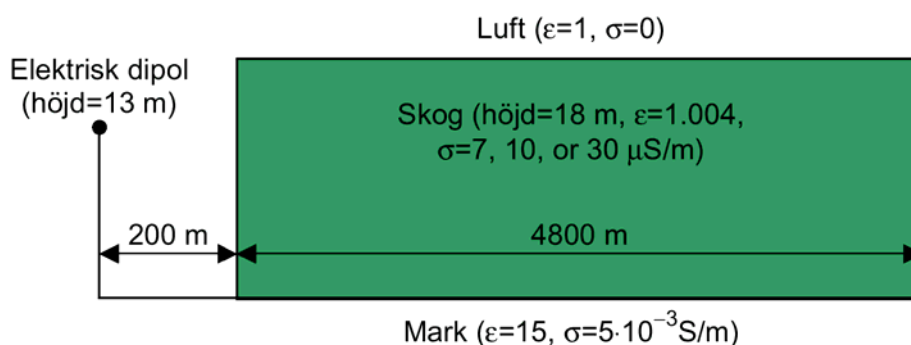 Luft (ε=1, σ=0)
Elektrisk dipol
(höjd=13 m)
Skog (höjd=18 m, ε=1.004,
σ=7, 10, or 30 μS/m)
200 m
4800 m
Mark (ε=15, σ=5·10⁻³S/m)